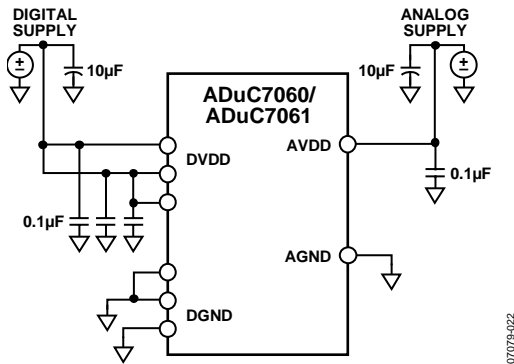 DIGITAL
SUPPLY
ANALOG
SUPPLY
±
10µF
10µF
±
ADuC7060/
ADuC7061
DVDD
AVDD
0.1µF
0.1µF
AGND
DGND
07079-022